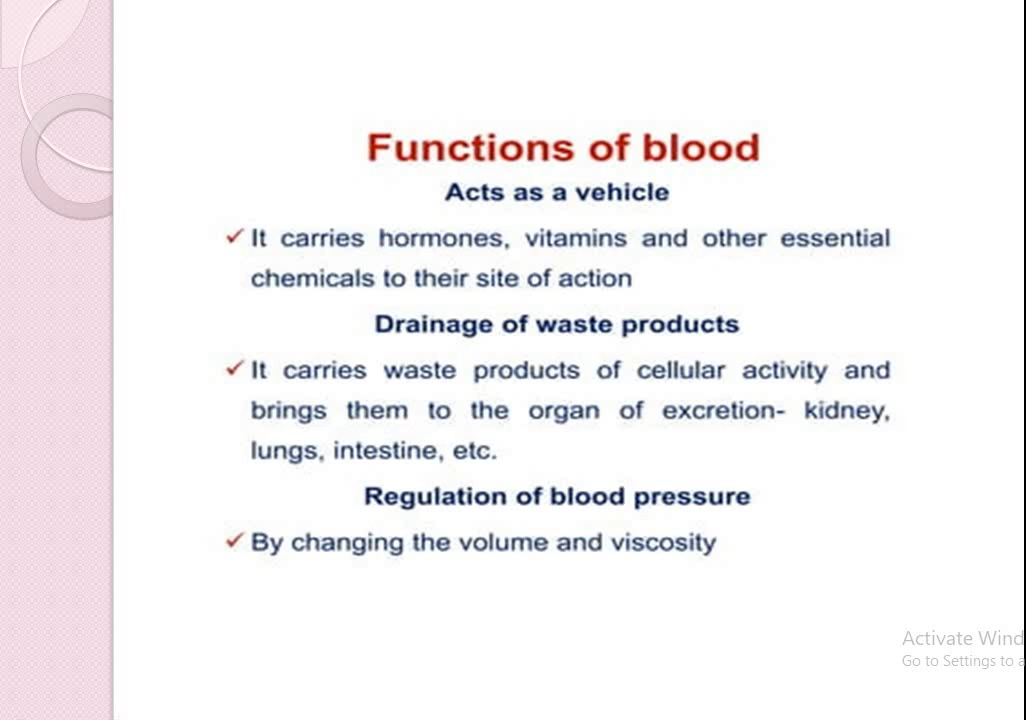 Functions of blood
Acts as a vehicle
✓ It carries hormones, vitamins and other essential
chemicals to their site of action
Drainage of waste products
✓ It carries waste products of cellular activity and
brings them to the organ of excretion- kidney,
lungs, intestine, etc.
Regulation of blood pressure
✓ By changing the volume and viscosity
Activate Wind
Go to Settings to a